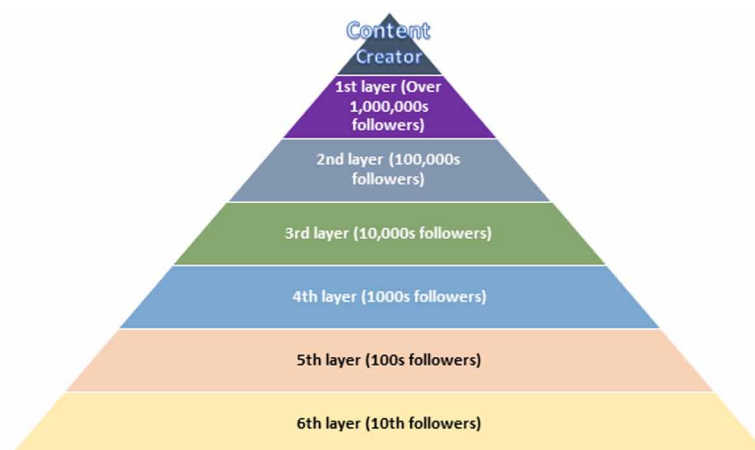 Content
Creator
1st layer (Over
1,000,000s
followers)
2nd layer (100,000s
followers)
3rd layer (10,000s followers)
4th layer (1000s followers)
5th layer (100s followers)
6th layer (10th followers)